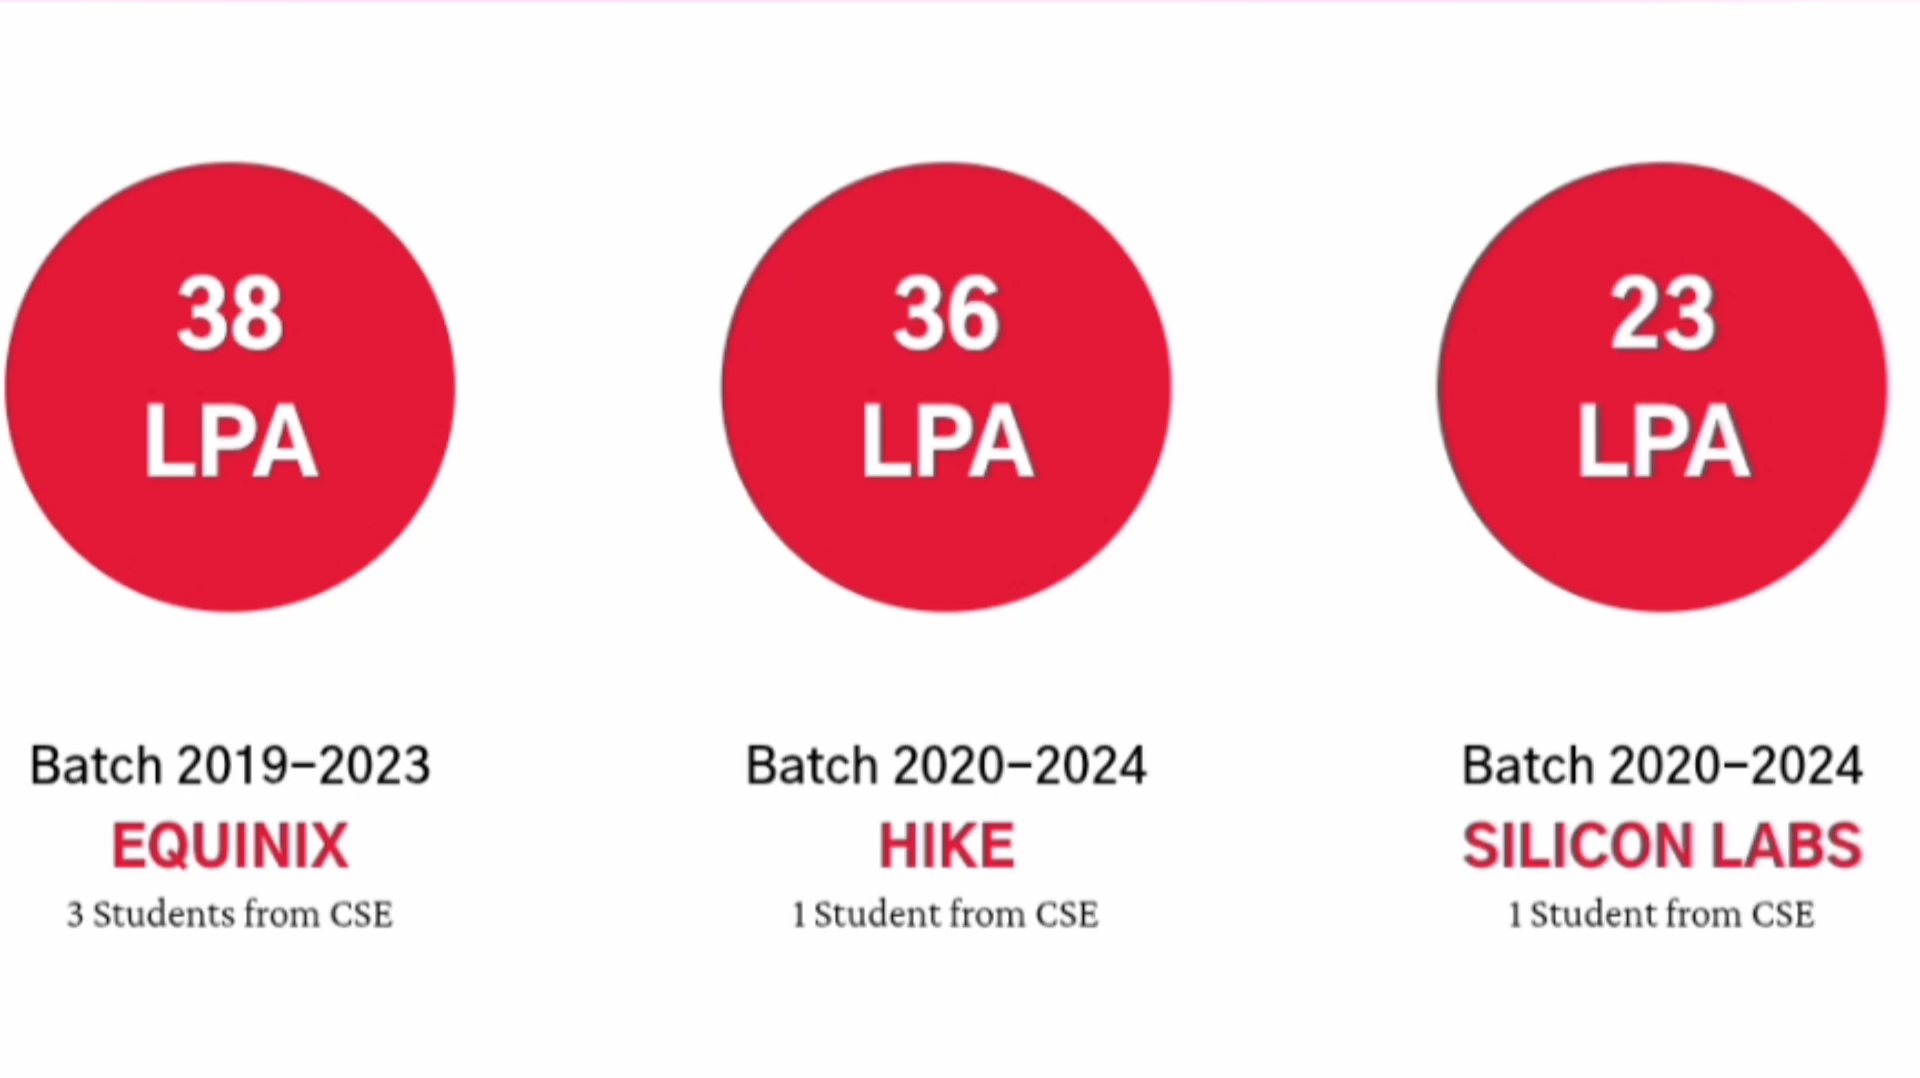 38
LPA
Batch 2019-2023
EQUINIX
3 Students from CSE
36
LPA
Batch 2020-2024
HIKE
1 Student from CSE
23
LPA
Batch 2020-2024
SILICON LABS
1 Student from CSE